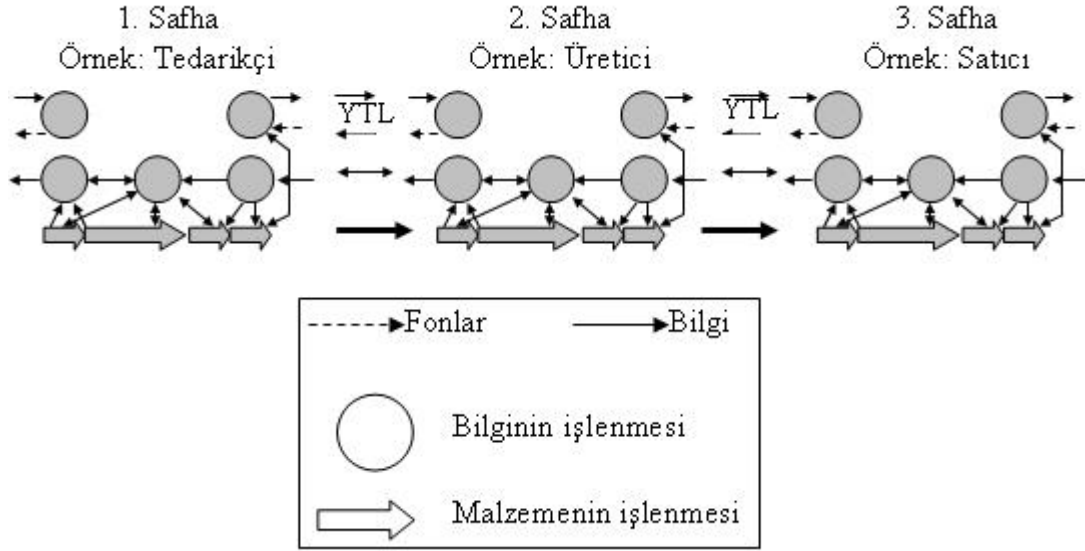 1. Safha
Örnek: Tedarikçi
2. Safha
Örnek: Üretici
3. Safha
Örnek: Satıcı
YTL
YTL
Fonlar
Bilgi
Bilginin işlenmesi
Malzemenin işlenmesi